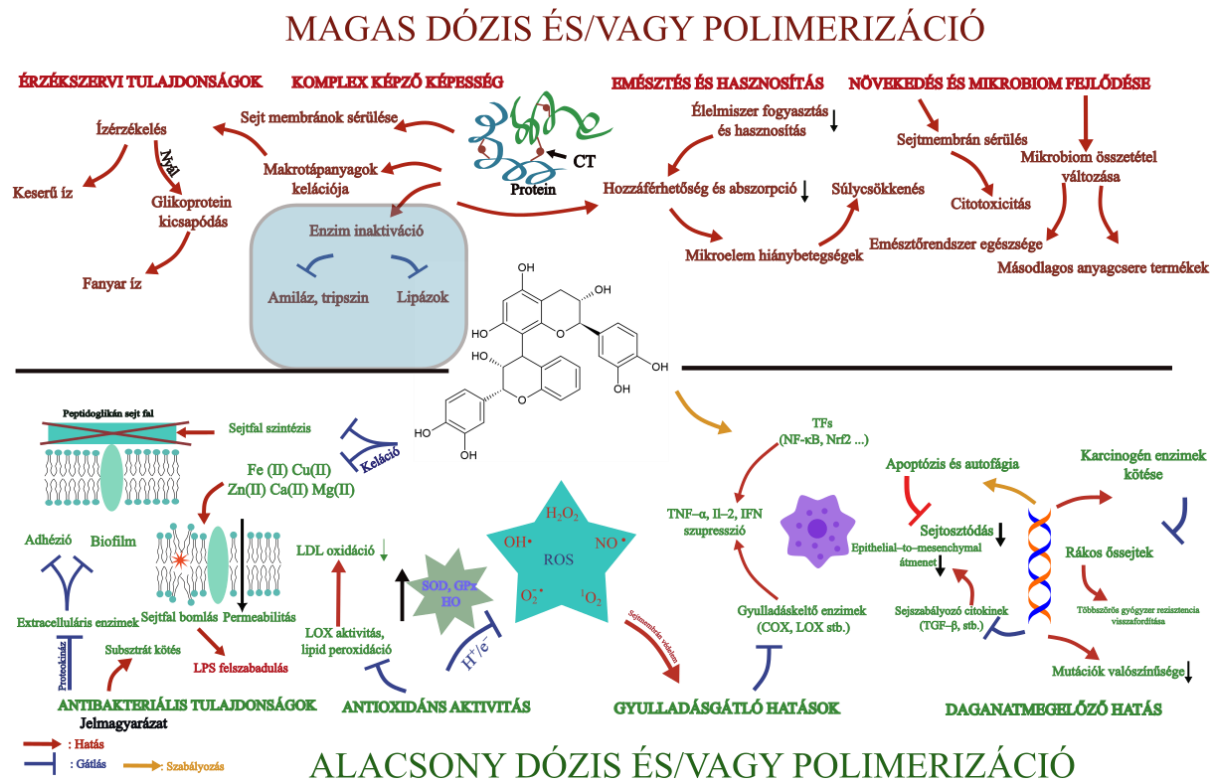 MAGAS DÓZIS ÉS/VAGY POLIMERIZÁCIÓ
ÉRZÉKSZERVI TULAJDONSÁGOK
KOMPLEX KÉPZŐ KÉPESSÉG
EMÉSZTÉS ÉS HASZNOSÍTÁS
NÖVEKEDÉS ÉS MIKROBIOM FEJLŐDÉSE
Ízérzékelés
Nyál
Keserű íz
Glikoprotein
kicsapódás
Fanyar íz
Sejt membránok sérülése
Makrotápanyagok
kelációja
Enzim inaktiváció
Amiláz, tripszin
Lipázok
CT
Protein
Élelmiszer fogyasztás
és hasznosítás
Hozzáférhetőség és abszorpció
Mikroelem hiánybetegségek
Súlycsökkenés
Sejtmembrán sérülés
Citotoxicitás
Mikrobiom összetétel
változása
Emésztőrendszer egészsége
Másodlagos anyagcsere termékek
OH
HO
O
OH
OH
OH
HO
O
HO
OH
Peptidoglikán sejt fal
Sejtfal szintézis
Keláció
Fe (II) Cu(II)
Zn(II) Ca(II) Mg(II)
Adhézió
Biofilm
Extracelluláris enzimek
Sejtfal bomlás
Permeabilitás
Proteokináz
Szubsztrát kötés
LPS felszabadulás
ANTIBAKTERIÁLIS TULAJDONSÁGOK
LDL oxidáció
SOD, GPx
HO
LOX aktivitás,
lipid peroxidáció
H⁺/e⁻
ANTIOXIDÁNS AKTIVITÁS
H₂O₂
OH•
NO•
ROS
O₂⁻•
¹O₂
Sejtmembrán védelem
TFs
(NF-κB, Nrf2 ...)
TNF–α, Il–2, IFN
szupresszió
Gyulladáskeltő enzimek
(COX, LOX stb.)
GYULLADÁSGÁTLÓ HATÁSOK
Apoptózis és autofágia
Sejtosztódás
Epithelial–to–mesenchymal
átmenet
Sejszabályozó citokinek
(TGF–β, stb.)
Karcinogén enzimek
kötése
Rákos őssejtek
Többszörös gyógyzer rezisztencia
visszafordítása
Mutációk valószínűsége
DAGANATMEGELŐZŐ HATÁS
Jelmagyarázat
: Hatás
: Gátlás
: Szabályozás
ALACSONY DÓZIS ÉS/VAGY POLIMERIZÁCIÓ